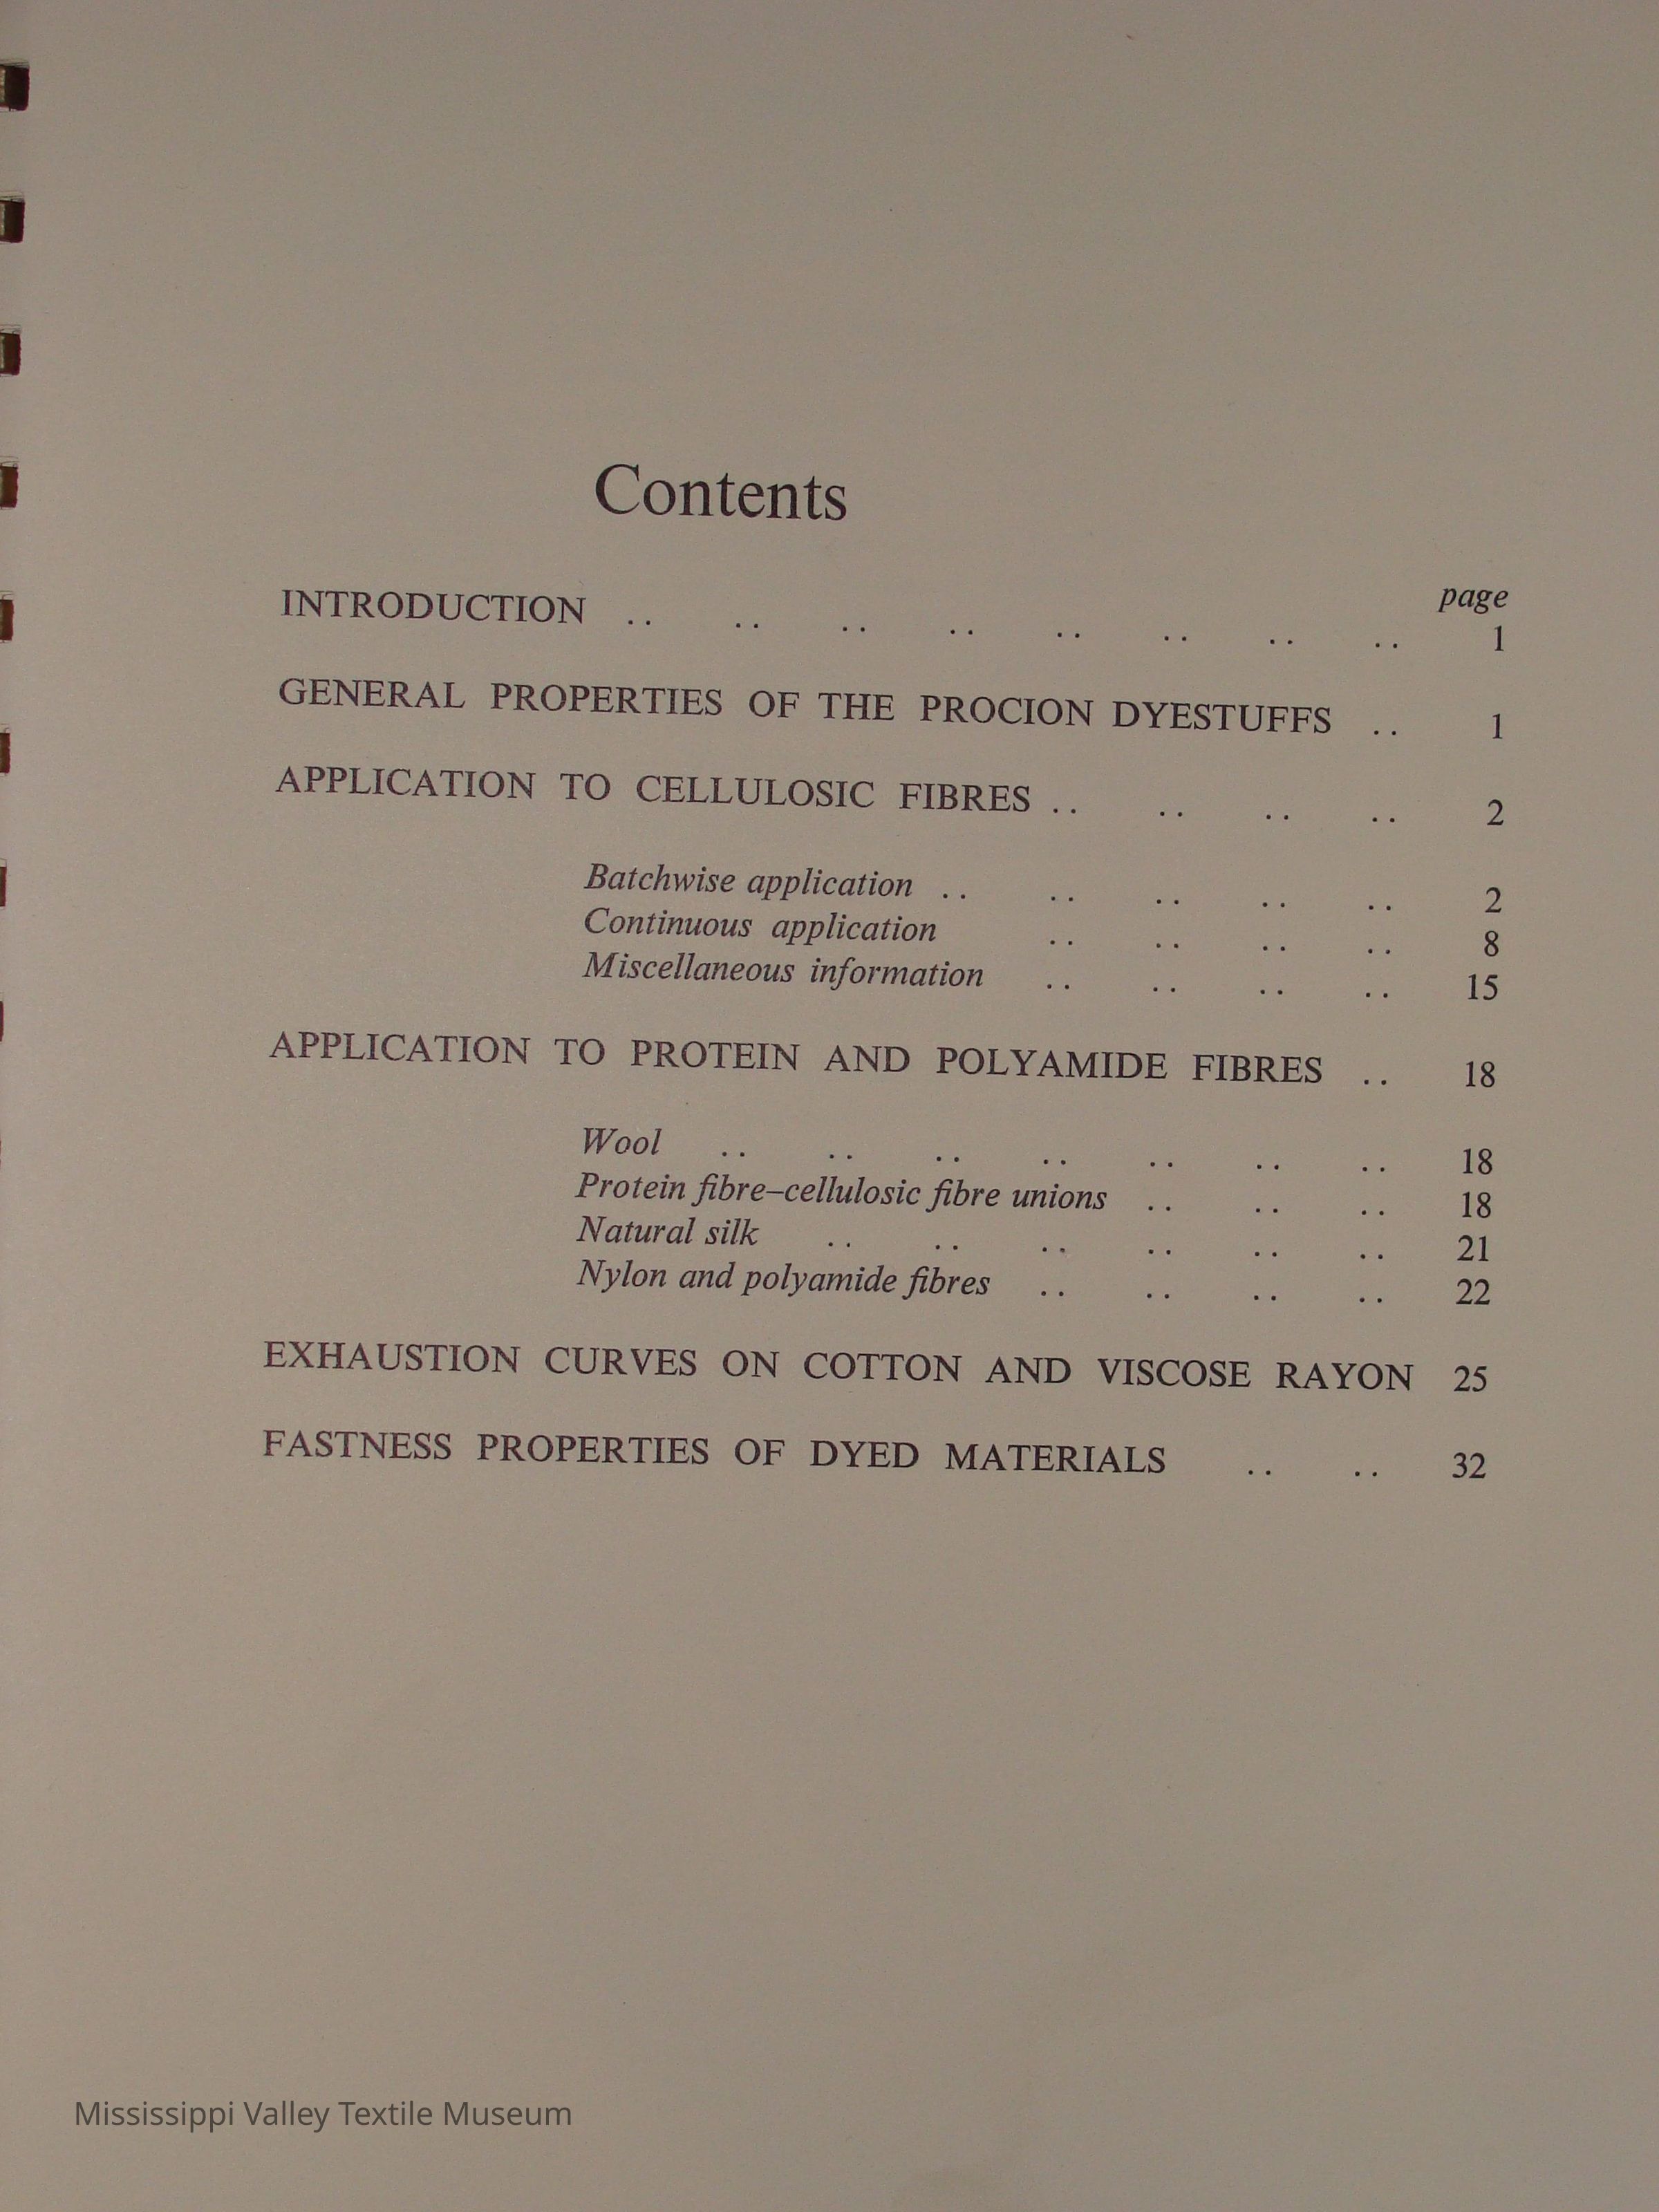 Contents
page
INTRODUCTION .. .. .. .. .. .. .. .. 1
GENERAL PROPERTIES OF THE PROCION DYESTUFFS .. 1
APPLICATION TO CELLULOSIC FIBRES .. .. .. .. 2
Batchwise application .. .. .. .. .. 2
Continuous application .. .. .. .. 8
Miscellaneous information .. .. .. .. 15
APPLICATION TO PROTEIN AND POLYAMIDE FIBRES .. 18
Wool .. .. .. .. .. .. .. 18
Protein fibre–cellulosic fibre unions .. .. .. 18
Natural silk .. .. .. .. .. .. 21
Nylon and polyamide fibres .. .. .. .. 22
EXHAUSTION CURVES ON COTTON AND VISCOSE RAYON 25
FASTNESS PROPERTIES OF DYED MATERIALS .. .. 32
Mississippi Valley Textile Museum